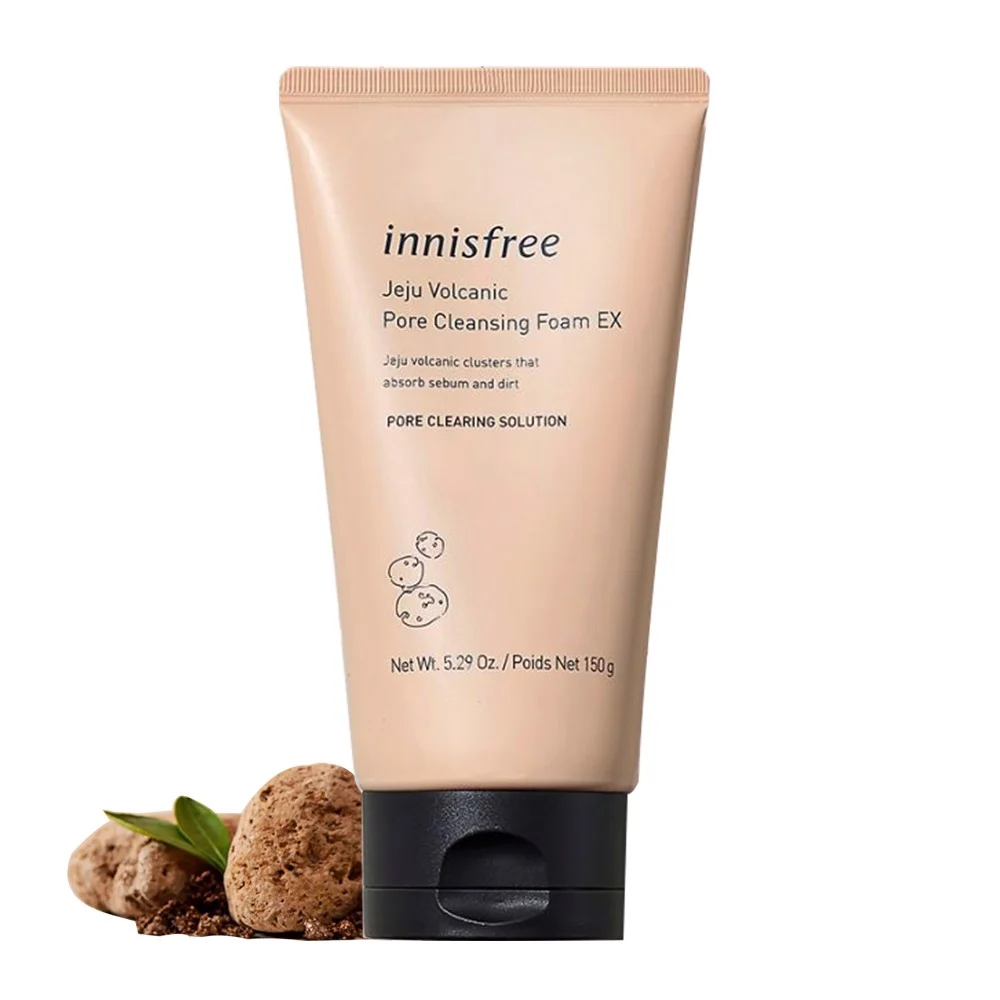 innisfree
Jeju Volcanic
Pore Cleansing Foam EX
Jeju volcanic clusters that
absorb sebum and dirt
PORE CLEARING SOLUTION
Net Wt. 5.29 Oz. / Poids Net 150 g